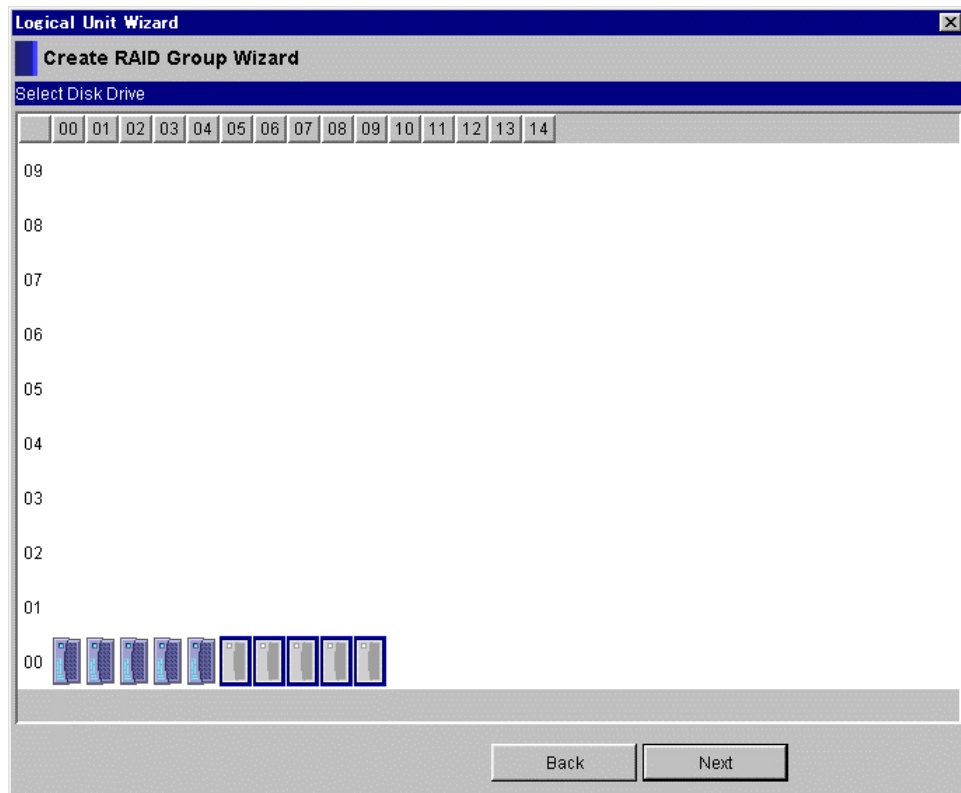 Logical Unit Wizard
Create RAID Group Wizard
Select Disk Drive
00 01 02 03 04 05 06 07 08 09 10 11 12 13 14
09
08
07
06
05
04
03
02
01
00
Back Next